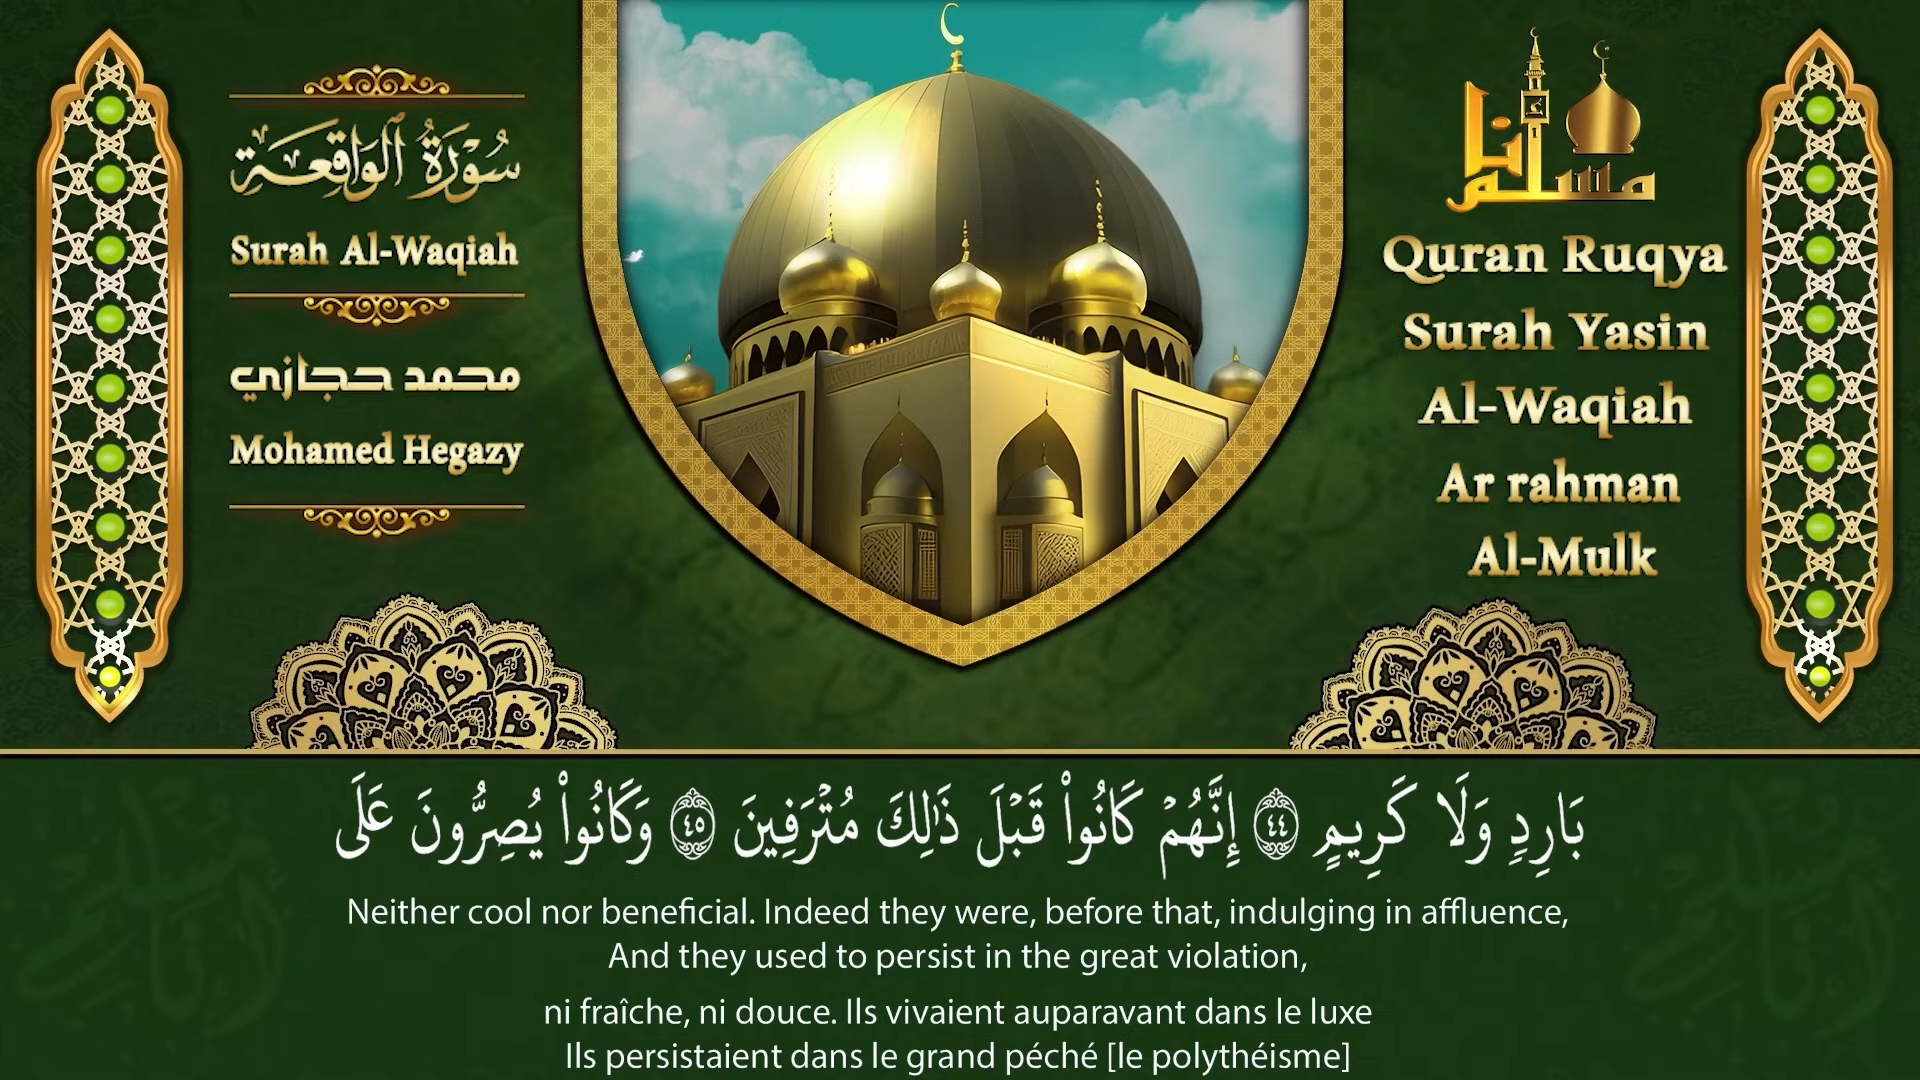 سُورَةُ الوَاقِعَة
Surah Al-Waqiah
محمد حجازي
Mohamed Hegazy
انا
مسلم
Quran Ruqya
Surah Yasin
Al-Waqiah
Ar rahman
Al-Mulk
بَارِدٖ وَلَا كَرِيمٍ ٤٤ إِنَّهُمۡ كَانُواْ قَبۡلَ ذَٰلِكَ مُتۡرَفِينَ ٤٥ وَكَانُواْ يُصِرُّونَ عَلَى
Neither cool nor beneficial. Indeed they were, before that, indulging in affluence,
And they used to persist in the great violation,
ni fraîche, ni douce. Ils vivaient auparavant dans le luxe
Ils persistaient dans le grand péché [le polythéisme]